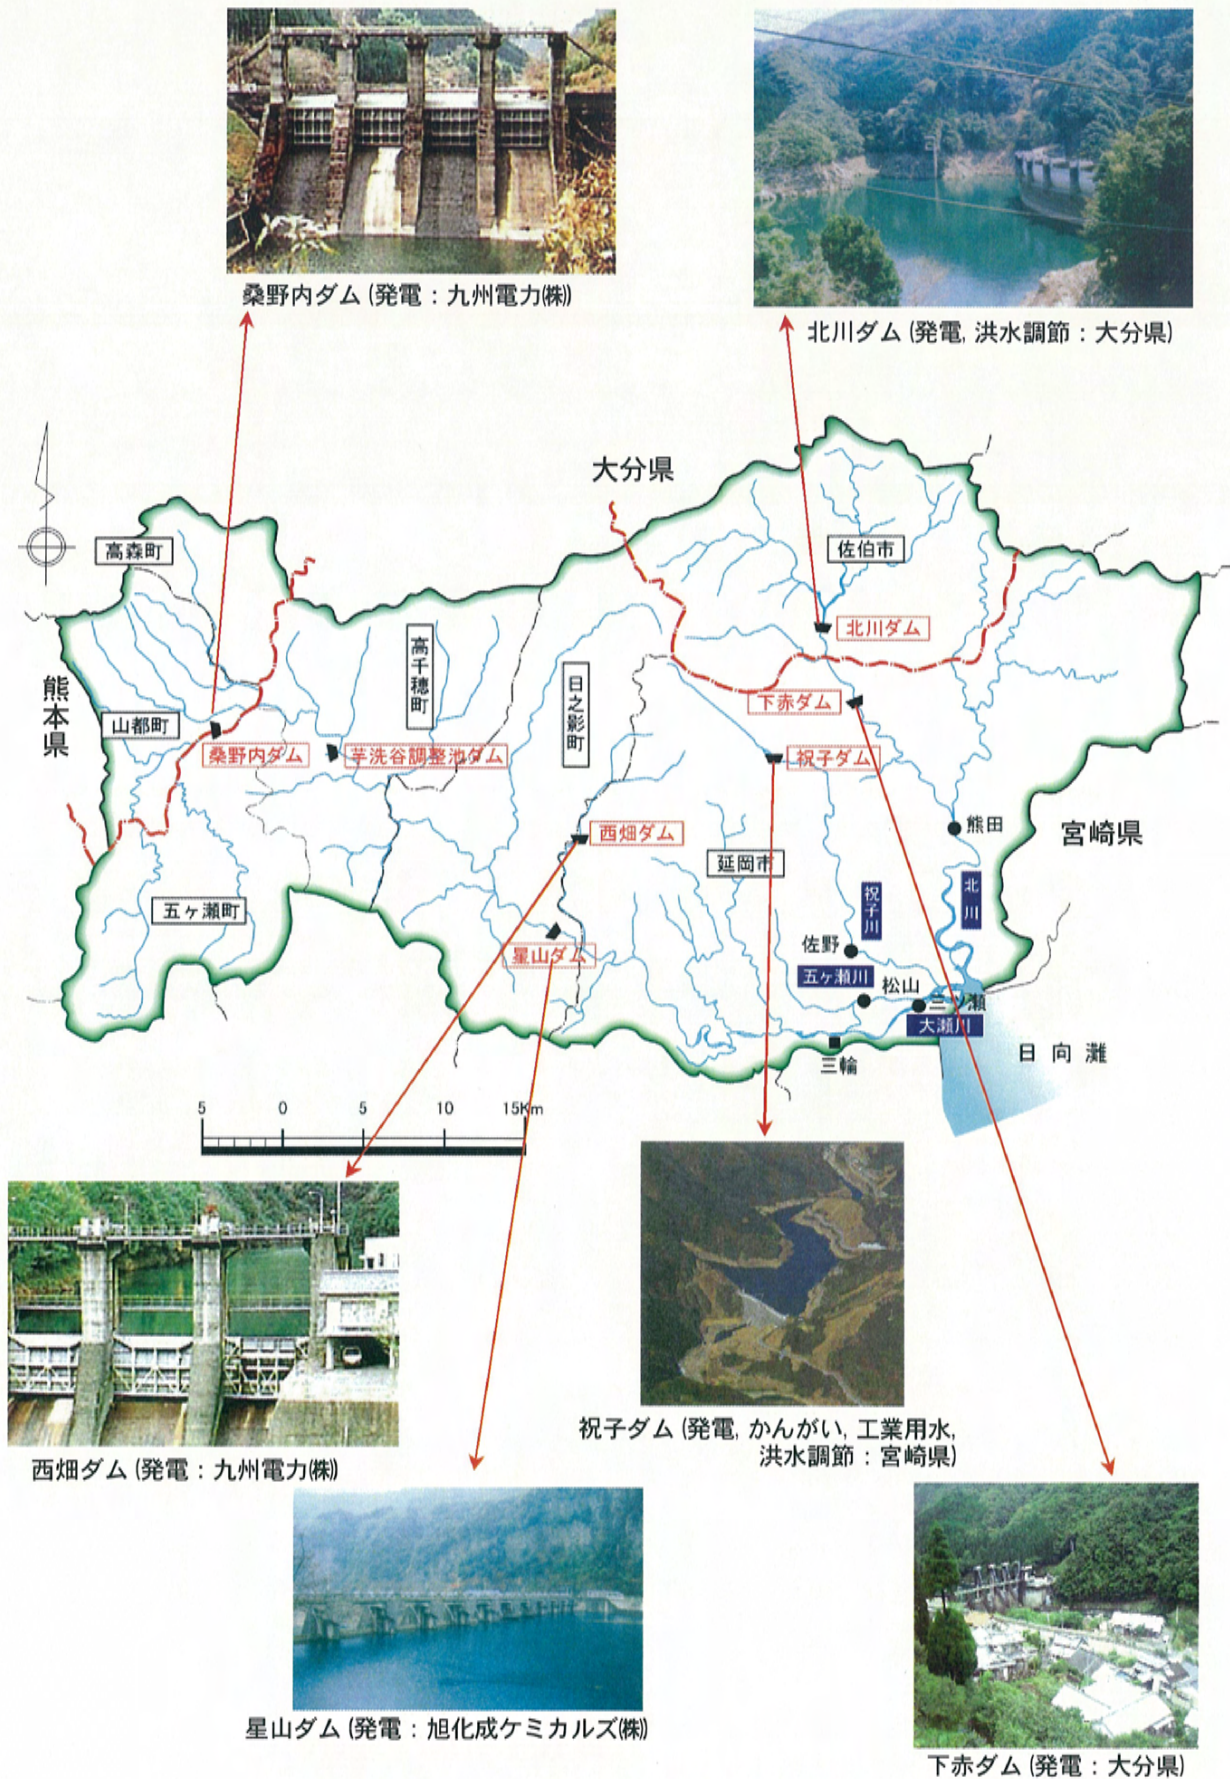 桑野内ダム (発電：九州電力㈱)
北川ダム (発電, 洪水調節：大分県)
大分県
高森町
佐伯市
北川ダム
高千穂町
熊本県
日之影町
山都町
下赤ダム
桑野内ダム
芋洗谷調整池ダム
祝子ダム
西畑ダム
熊田
宮崎県
延岡市
五ヶ瀬町
祝子川
北川
星山ダム
佐野
五ヶ瀬川
松山
三ノ瀬
大瀬川
日向灘
三輪
5 0 5 10 15Km
西畑ダム (発電：九州電力㈱)
祝子ダム (発電, かんがい, 工業用水,
洪水調節：宮崎県)
星山ダム (発電：旭化成ケミカルズ㈱)
下赤ダム (発電：大分県)